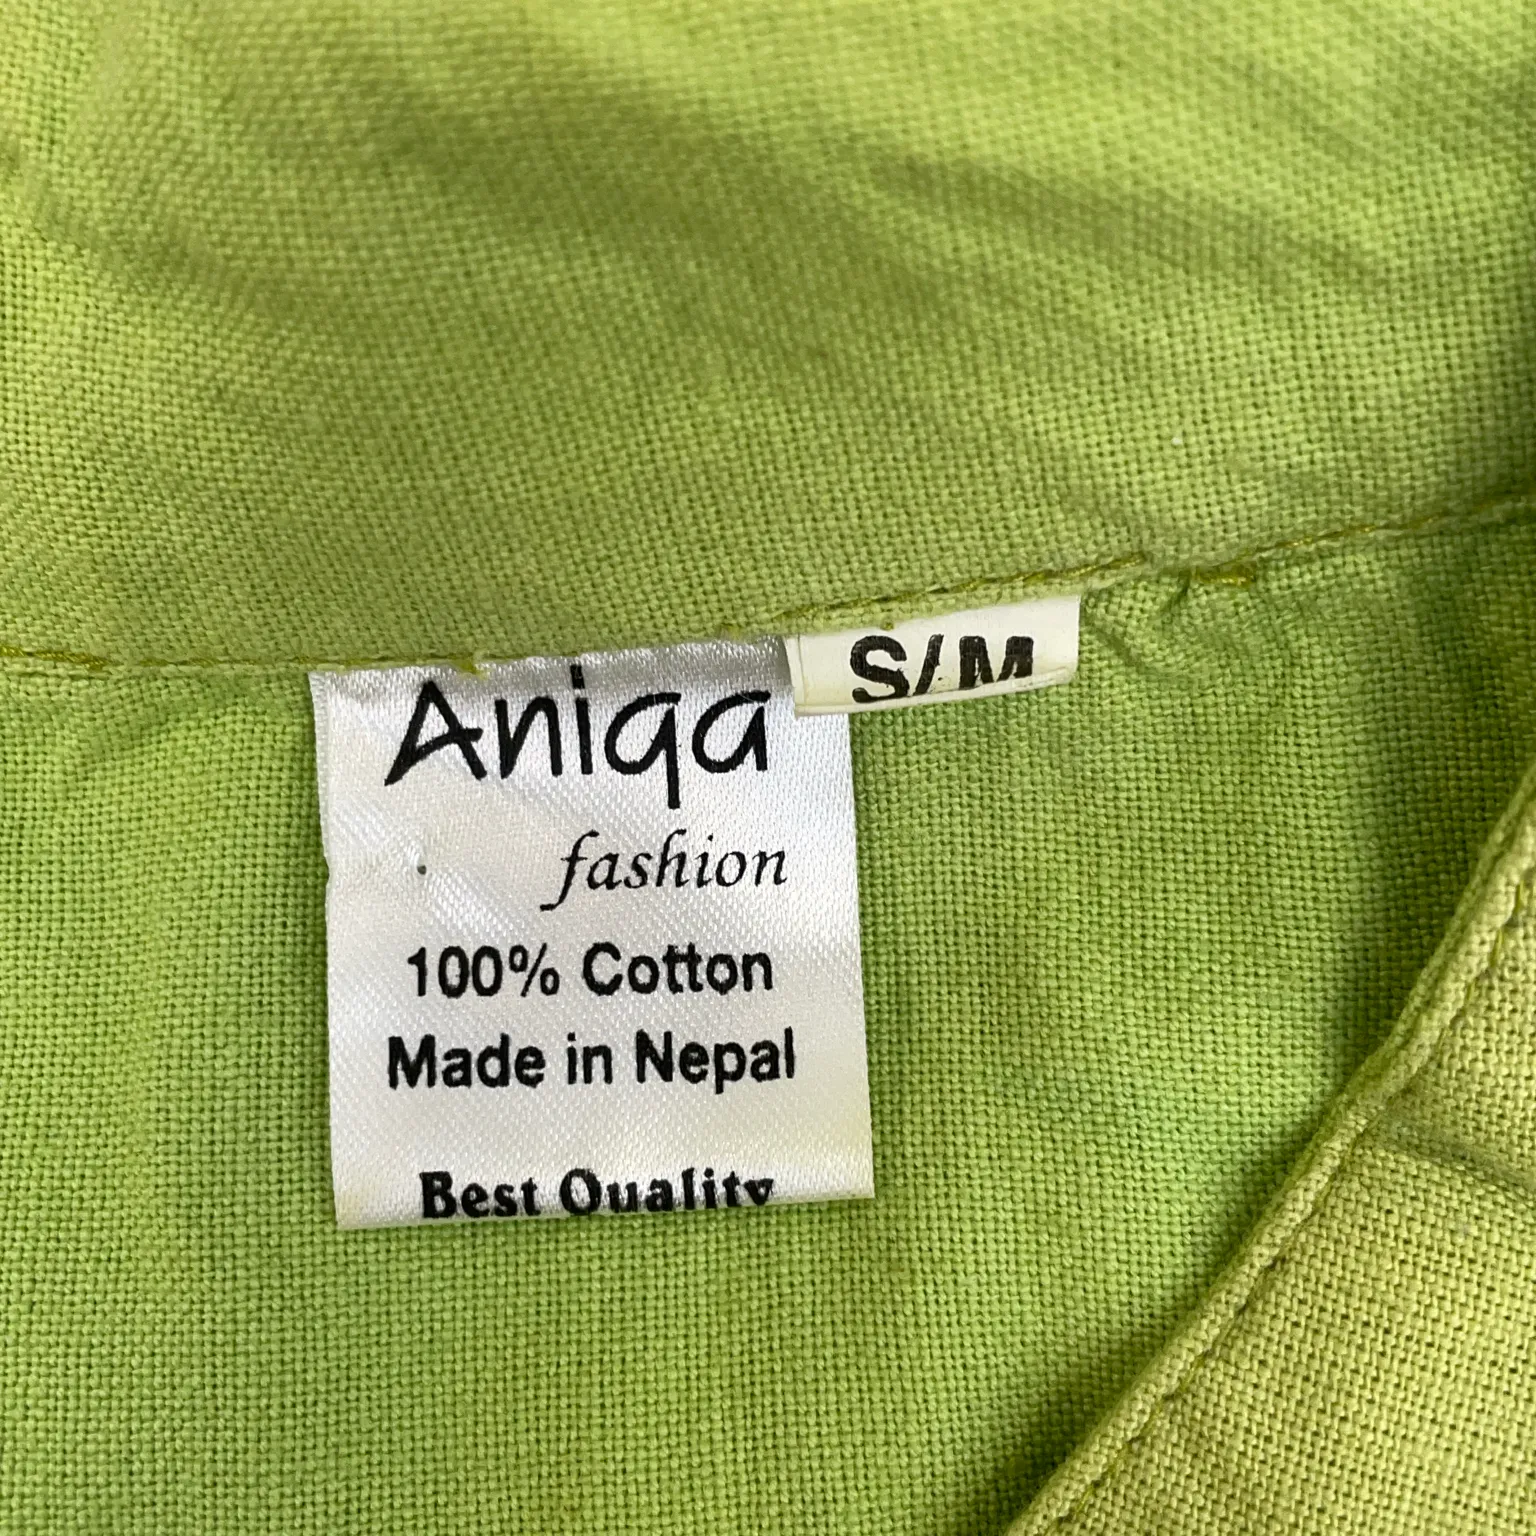 S/M
Aniqa
fashion
100% Cotton
Made in Nepal
Best Quality